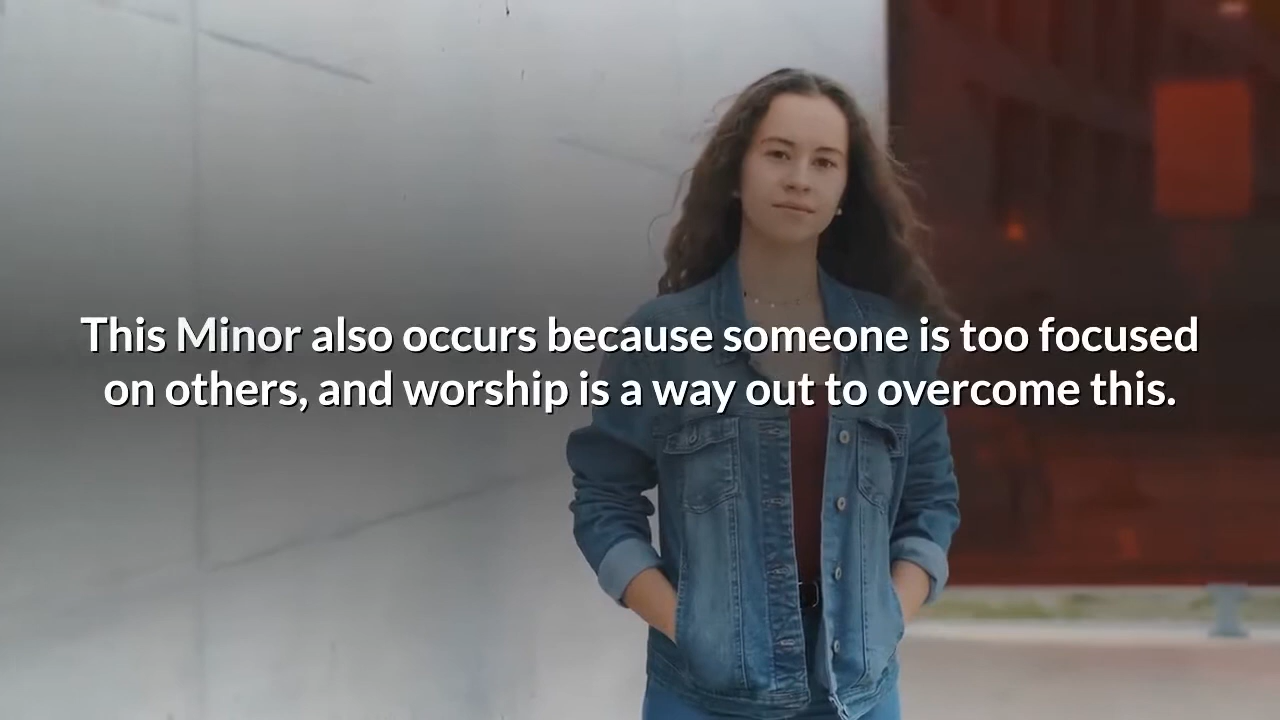 This Minor also occurs because someone is too focused
on others, and worship is a way out to overcome this.